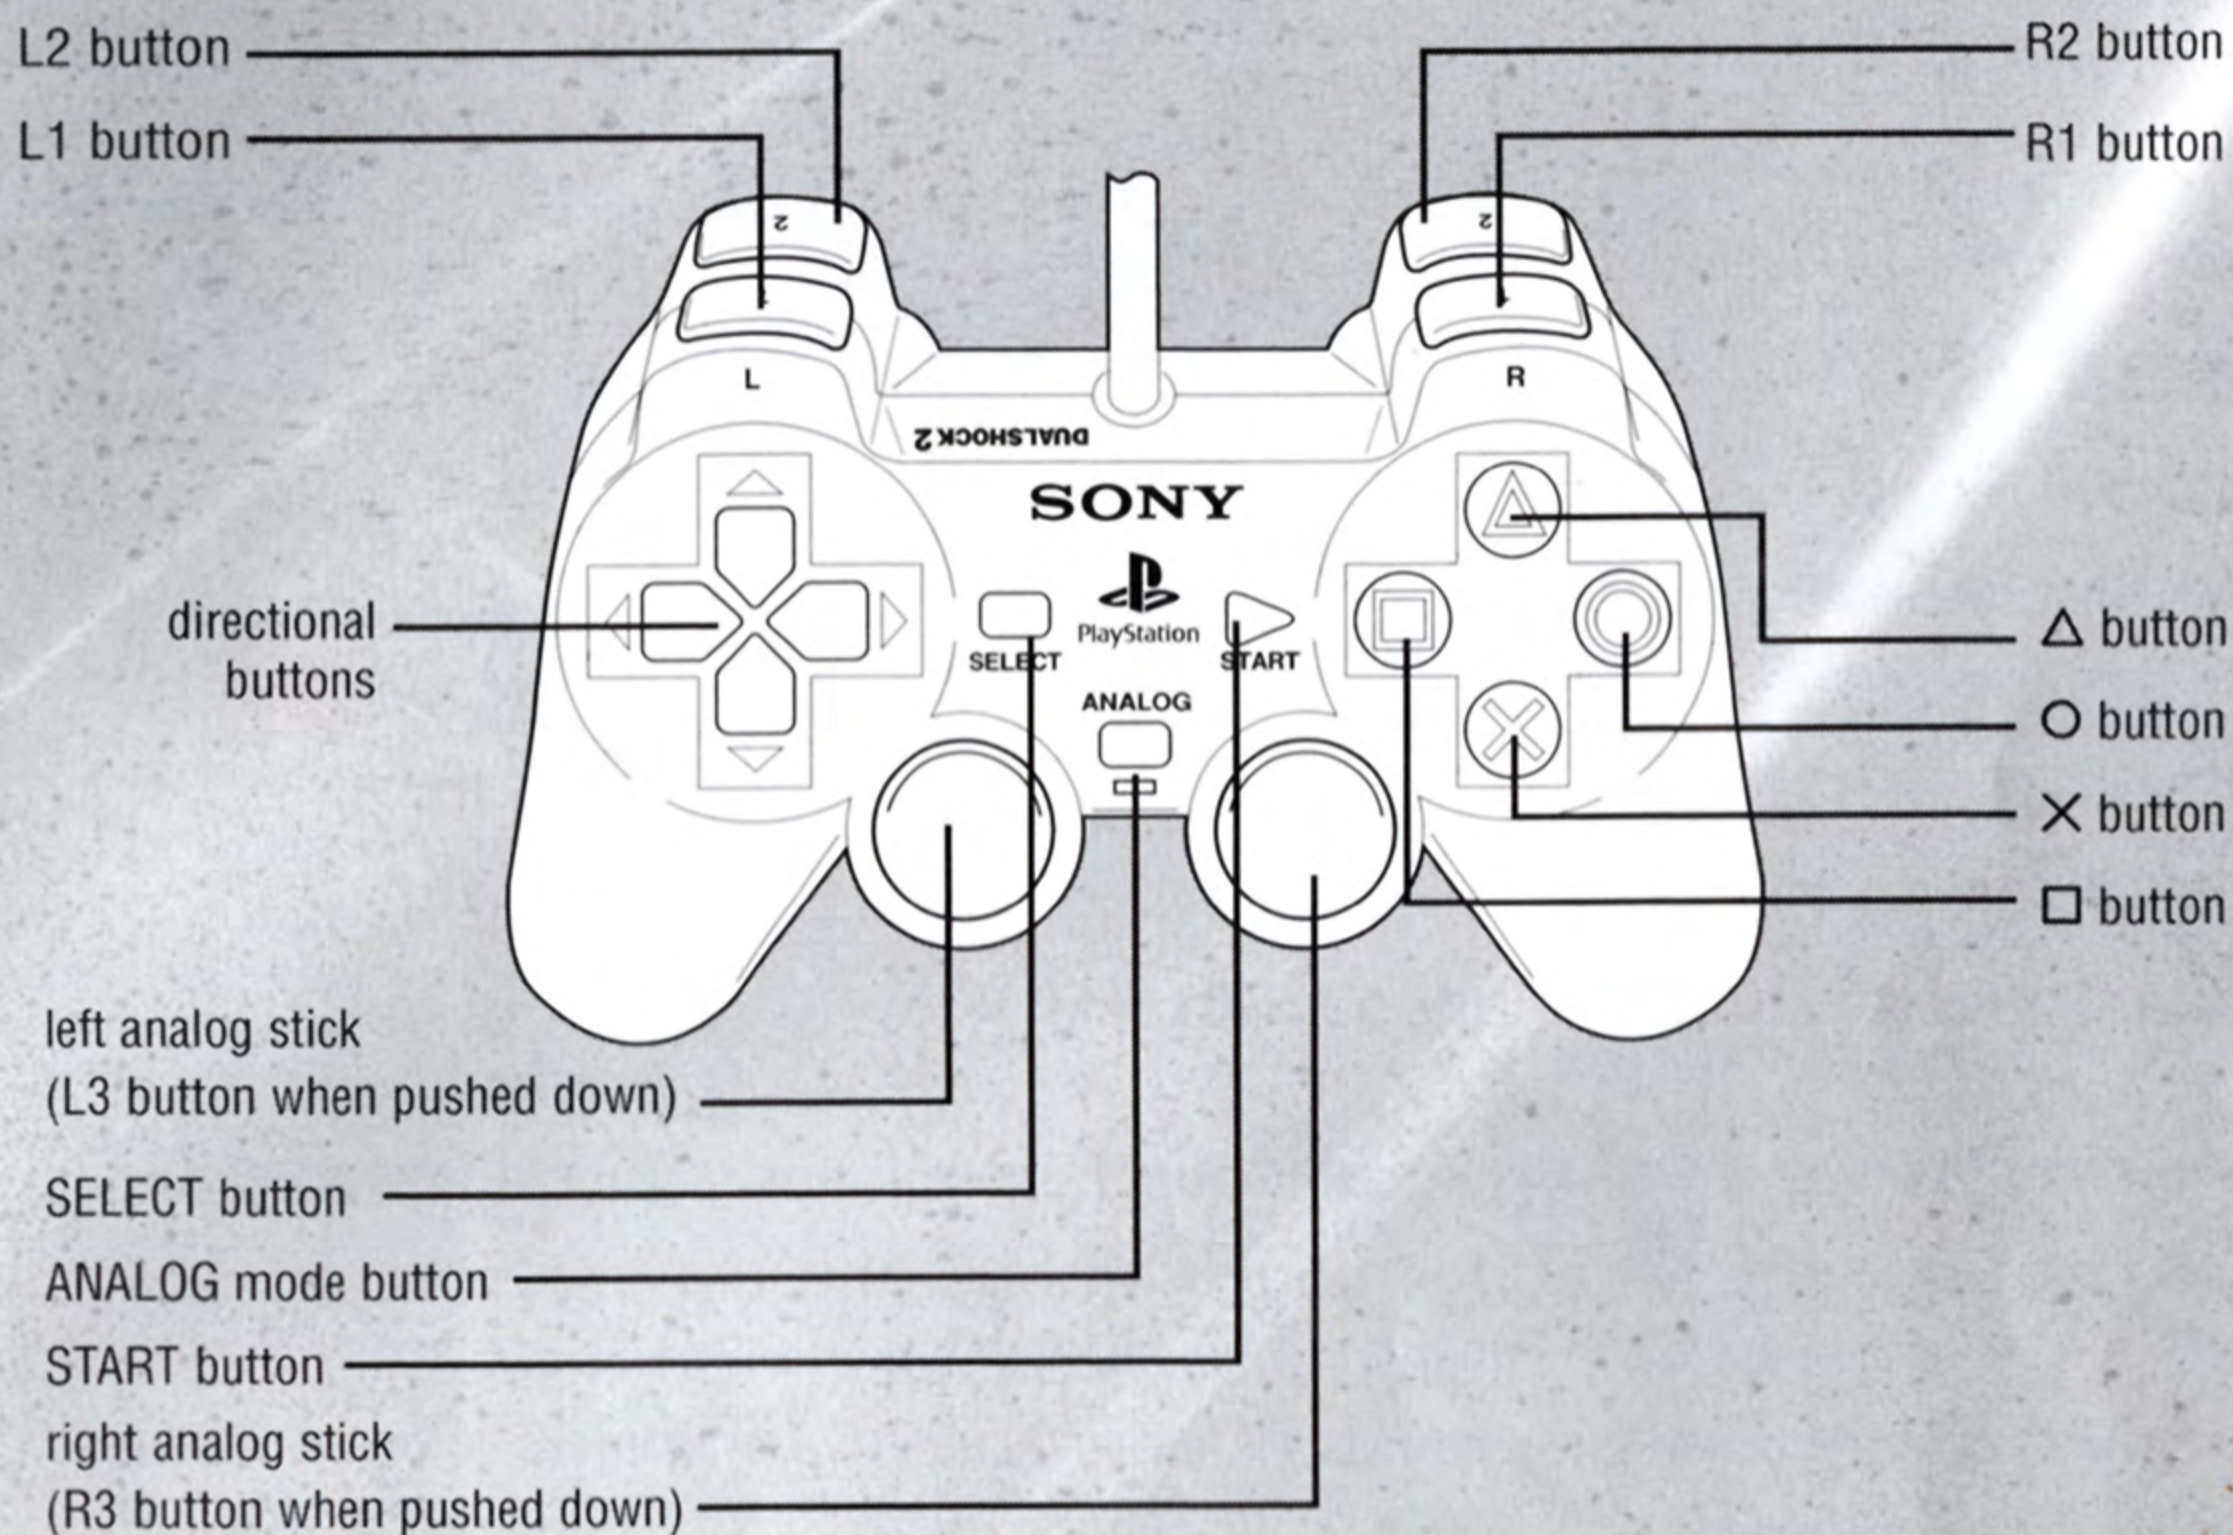 L2 button
R2 button
L1 button
R1 button
2
2
L
R
DUALSHOCK 2
SONY
PlayStation
SELECT
START
ANALOG
directional
buttons
△ button
○ button
✕ button
□ button
left analog stick
(L3 button when pushed down)
SELECT button
ANALOG mode button
START button
right analog stick
(R3 button when pushed down)